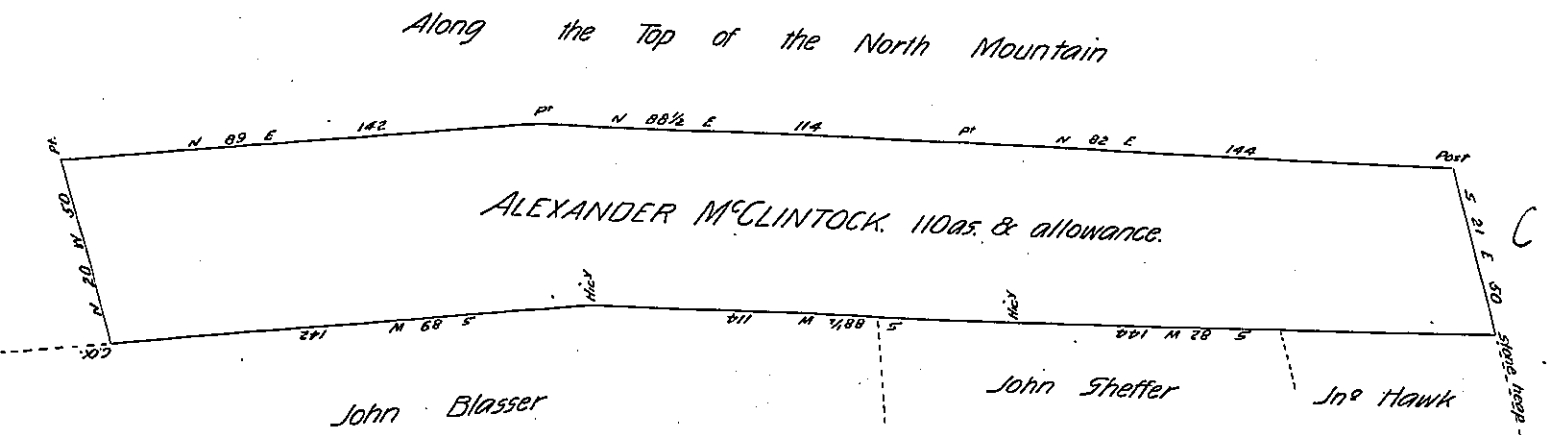 Along the Top of the North Mountain
Pt. N 89 E 142 Pt N 88½ E 114 Pt N 82 E 144 Post
N 20 W 50
ALEXANDER McCLINTOCK. 110as. & allowance.
S 21 E 50
C
Hicy
Hicy
S 89 W 142
S 88½ W 114
S 82 W 144
C.O.
stone heap
John Blasser
John Sheffer
Jno Hawk